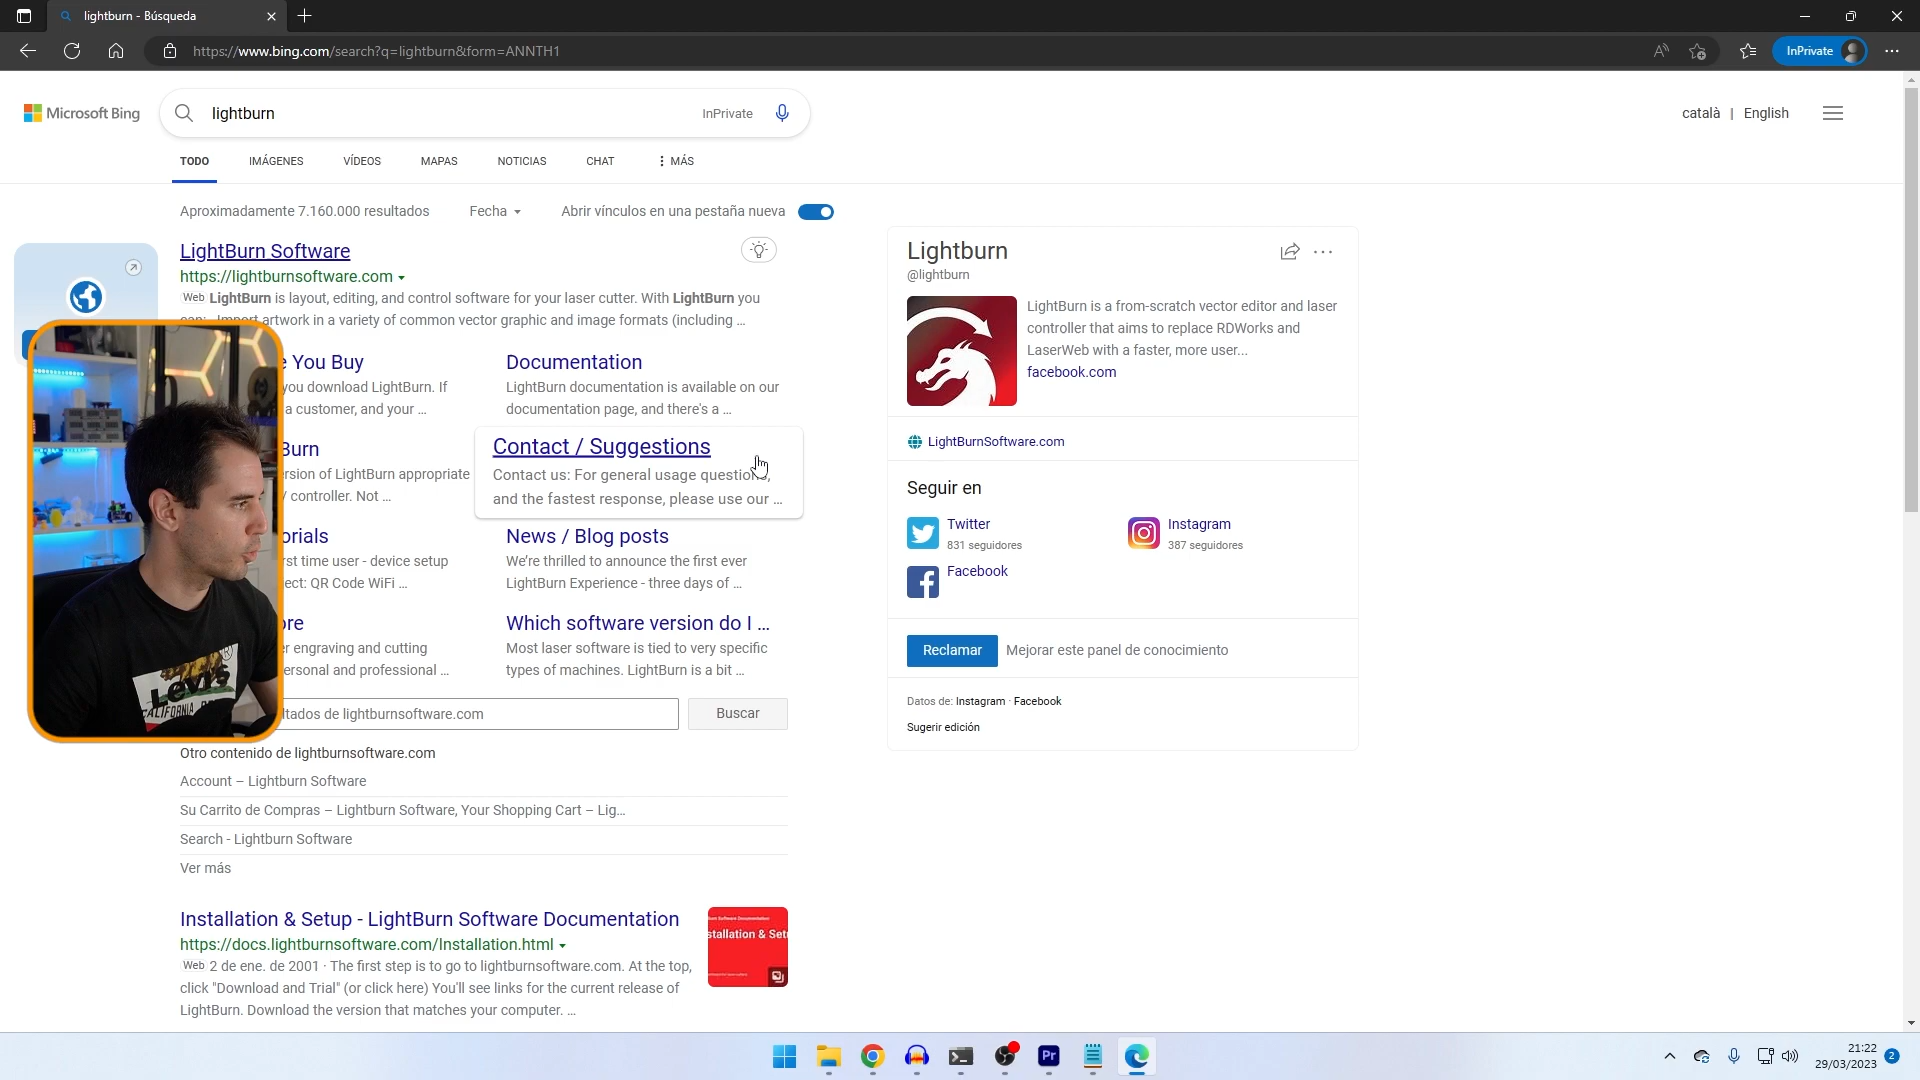 lightburn - Búsqueda
https://www.bing.com/search?q=lightburn&form=ANNTH1
InPrivate
Microsoft Bing
lightburn
InPrivate
català | English
TODO
IMÁGENES
VÍDEOS
MAPAS
NOTICIAS
CHAT
MÁS
Aproximadamente 7.160.000 resultados
Fecha
Abrir vínculos en una pestaña nueva
LightBurn Software
https://lightburnsoftware.com
Web LightBurn is layout, editing, and control software for your laser cutter. With LightBurn you
can: · Import artwork in a variety of common vector graphic and image formats (including ...
e You Buy
you download LightBurn. If
a customer, and your ...
Documentation
LightBurn documentation is available on our
documentation page, and there's a ...
Burn
rsion of LightBurn appropriate
/ controller. Not ...
Contact / Suggestions
Contact us: For general usage questions,
and the fastest response, please use our ...
orials
rst time user - device setup
ect: QR Code WiFi ...
News / Blog posts
We're thrilled to announce the first ever
LightBurn Experience - three days of ...
ore
er engraving and cutting
ersonal and professional ...
Which software version do I ...
Most laser software is tied to very specific
types of machines. LightBurn is a bit ...
ltados de lightburnsoftware.com
Buscar
Otro contenido de lightburnsoftware.com
Account – Lightburn Software
Su Carrito de Compras – Lightburn Software, Your Shopping Cart – Lig...
Search - Lightburn Software
Ver más
Installation & Setup - LightBurn Software Documentation
https://docs.lightburnsoftware.com/Installation.html
Web 2 de ene. de 2001 · The first step is to go to lightburnsoftware.com. At the top,
click "Download and Trial" (or click here) You'll see links for the current release of
LightBurn. Download the version that matches your computer. ...
stallation & Set
Lightburn
@lightburn
LightBurn is a from-scratch vector editor and laser
controller that aims to replace RDWorks and
LaserWeb with a faster, more user...
facebook.com
LightBurnSoftware.com
Seguir en
Twitter
831 seguidores
Instagram
387 seguidores
Facebook
Reclamar
Mejorar este panel de conocimiento
Datos de: Instagram · Facebook
Sugerir edición
Levi's
CALIFORNIA
Pr
21:22
29/03/2023
2